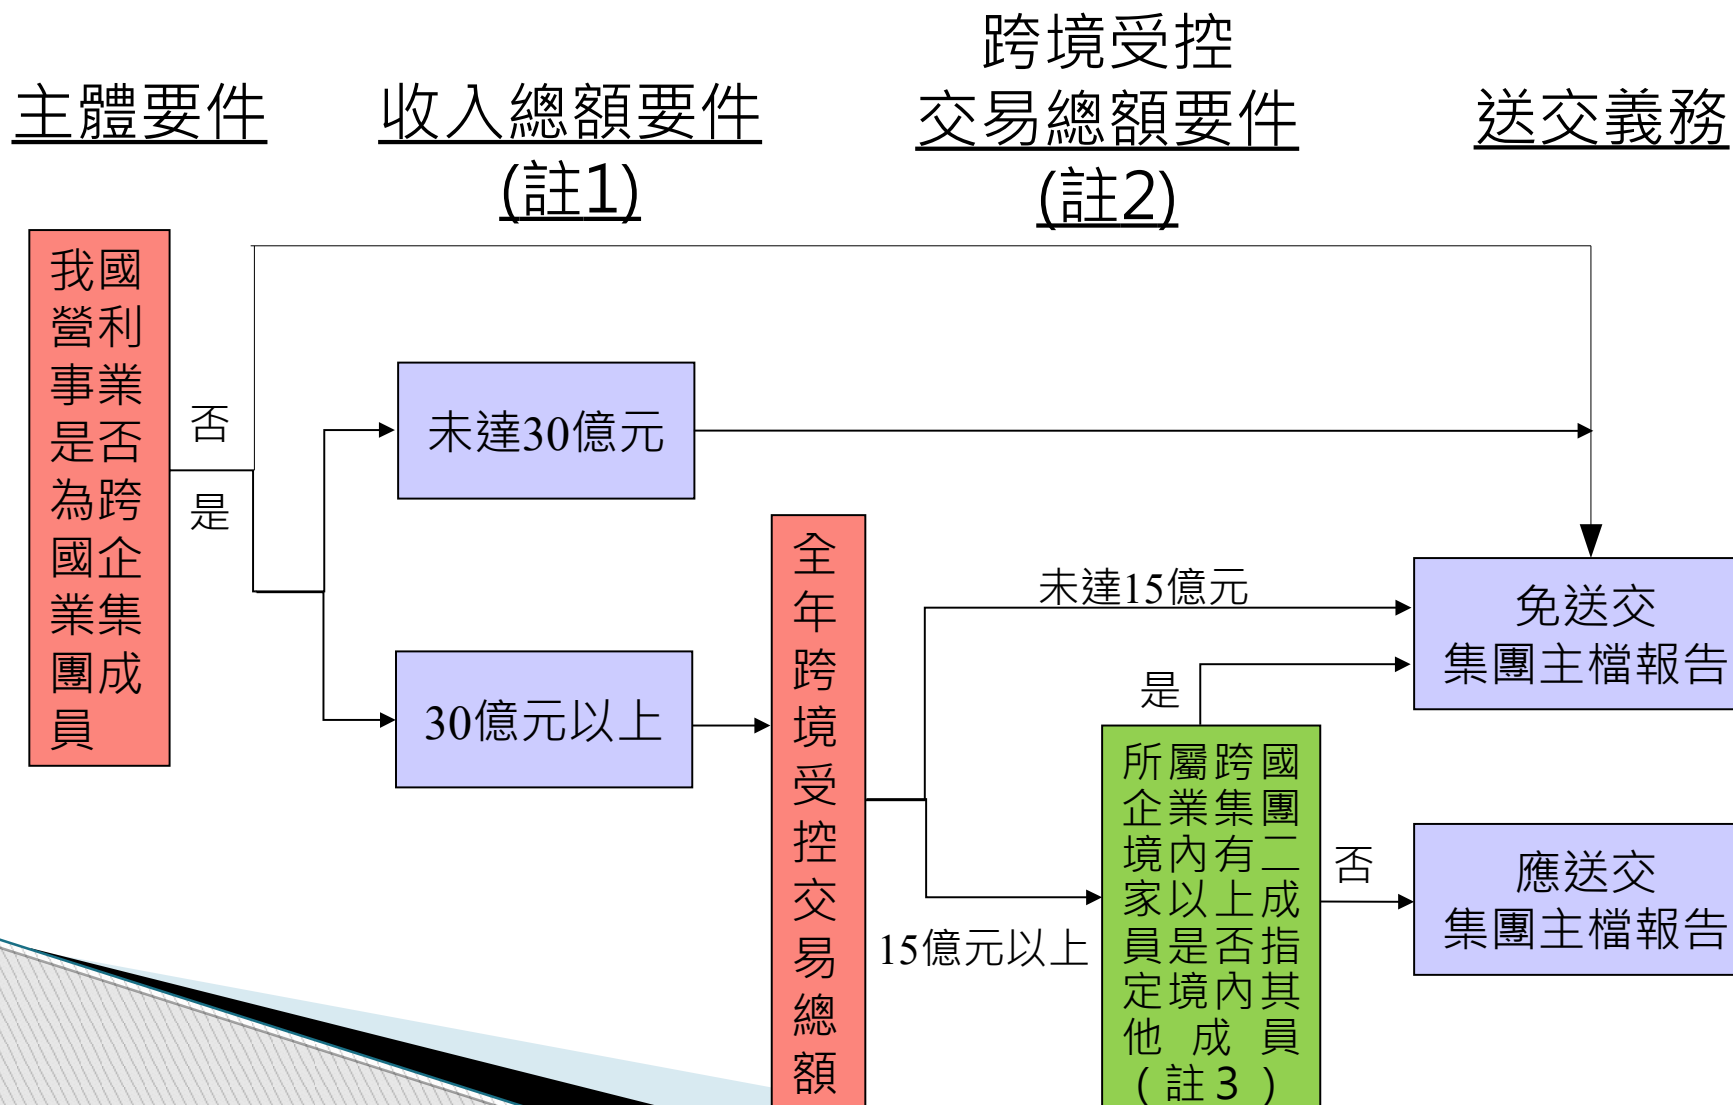 主體要件
收入總額要件
(註1)
跨境受控
交易總額要件
(註2)
送交義務
我國
營利
事業
是否
為跨
國企
業集
團成
員
否
是
未達30億元
30億元以上
全
年
跨
境
受
控
交
易
總
額
未達15億元
15億元以上
是
所屬跨國
企業集團
境內有二
家以上成
員是否指
定境內其
他成員
(註3)
否
免送交
集團主檔報告
應送交
集團主檔報告